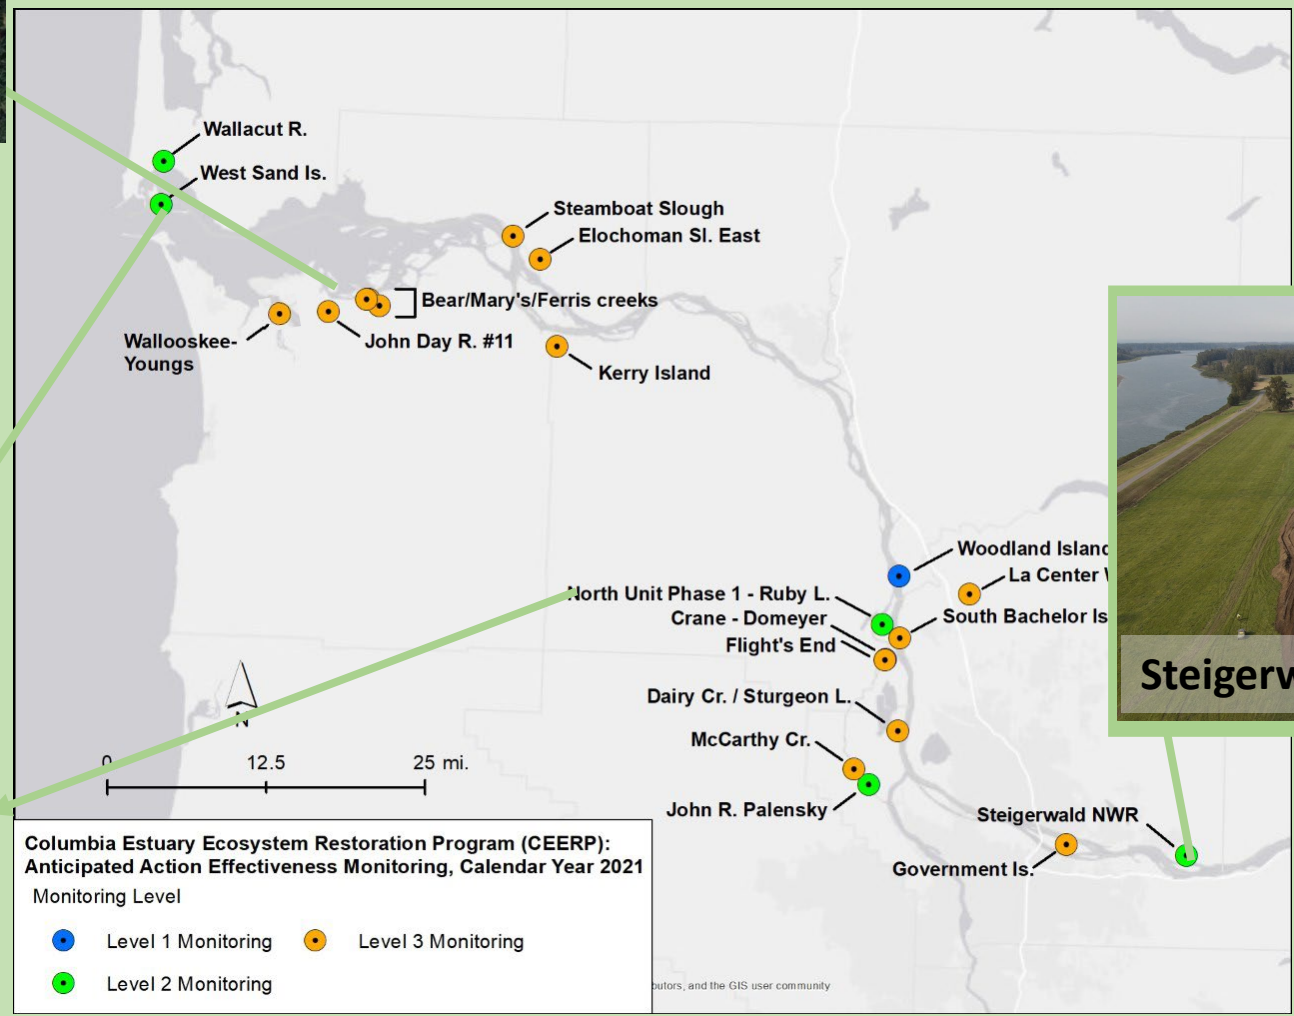 Wallacut R.
West Sand Is.
Steamboat Slough
Elochoman Sl. East
Bear/Mary's/Ferris creeks
Wallooskee-
Youngs
John Day R. #11
Kerry Island
Woodland Island
La Center
North Unit Phase 1 - Ruby L.
Crane - Domeyer
South Bachelor Is
Flight's End
Steigerw
Dairy Cr. / Sturgeon L.
McCarthy Cr.
N
0 12.5 25 mi.
John R. Palensky
Steigerwald NWR
Government Is.
Columbia Estuary Ecosystem Restoration Program (CEERP):
Anticipated Action Effectiveness Monitoring, Calendar Year 2021
Monitoring Level
Level 1 Monitoring Level 3 Monitoring
Level 2 Monitoring
butors, and the GIS user community